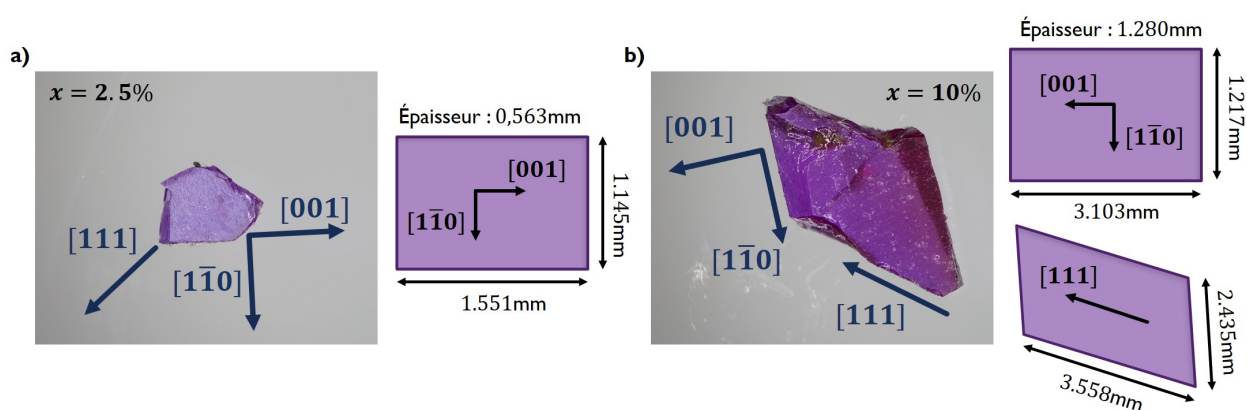 a)
x = 2.5%
[001]
[111]
[11̄0]
Épaisseur : 0,563mm
[001]
[11̄0]
1.145mm
1.551mm
b)
x = 10%
[001]
[11̄0]
[111]
Épaisseur : 1.280mm
[001]
[11̄0]
1.217mm
3.103mm
[111]
2.435mm
3.558mm